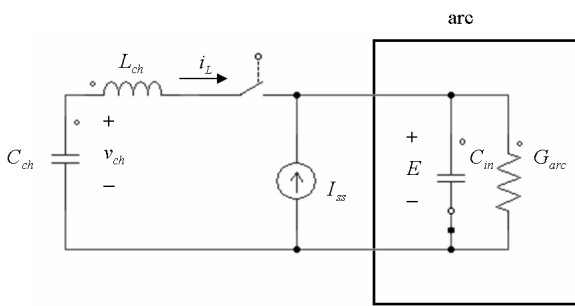 arc
L_ch
i_L
+
C_ch
v_ch
−
I_ss
+
E
−
C_in
G_arc